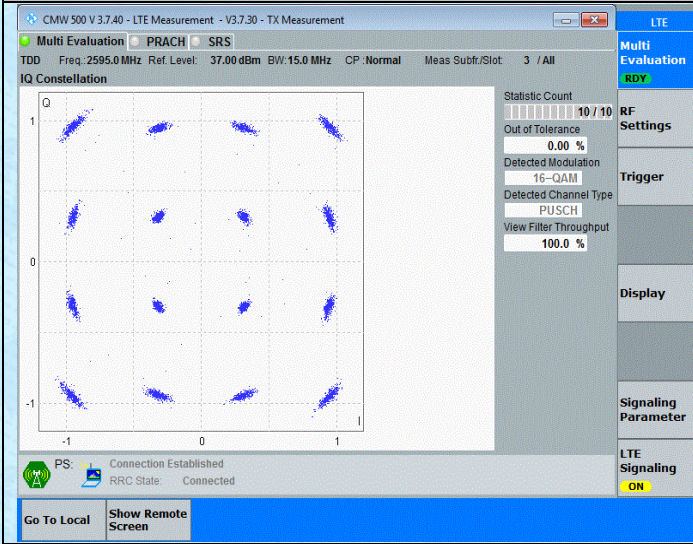 CMW 500 V 3.7.40 - LTE Measurement - V3.7.30 - TX Measurement
LTE
Multi Evaluation PRACH SRS
TDD Freq.:2595.0 MHz Ref. Level: 37.00 dBm BW:15.0 MHz CP :Normal Meas Subfr./Slot: 3 / All
IQ Constellation
Q
1
0
-1
-1 0 1
I
Statistic Count
10 / 10
Out of Tolerance
0.00 %
Detected Modulation
16-QAM
Detected Channel Type
PUSCH
View Filter Throughput
100.0 %
Multi
Evaluation
RDY
RF
Settings
Trigger
Display
Signaling
Parameter
LTE
Signaling
ON
PS: Connection Established
RRC State: Connected
Go To Local
Show Remote
Screen